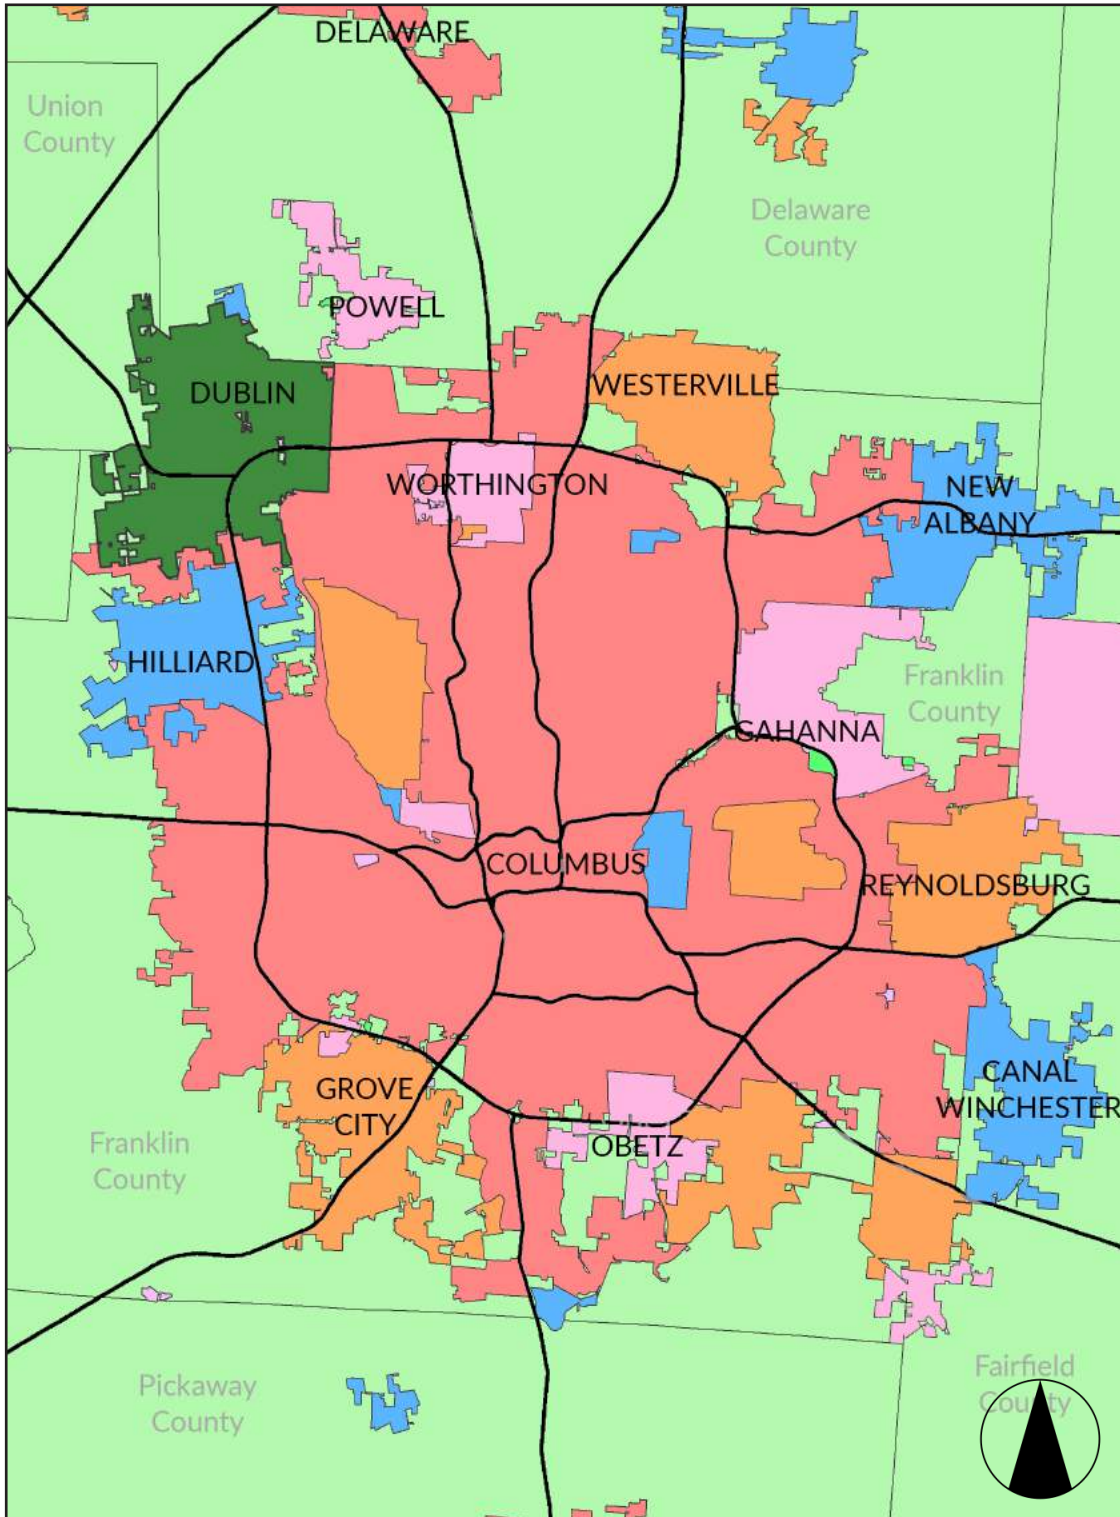 DELAWARE
Union
County
Delaware
County
POWELL
DUBLIN
WESTERVILLE
WORTHINGTON
NEW
ALBANY
HILLIARD
Franklin
County
GAHANNA
COLUMBUS
REYNOLDSBURG
GROVE
CITY
CANAL
WINCHESTER
OBETZ
Franklin
County
Pickaway
County
Fairfield
County